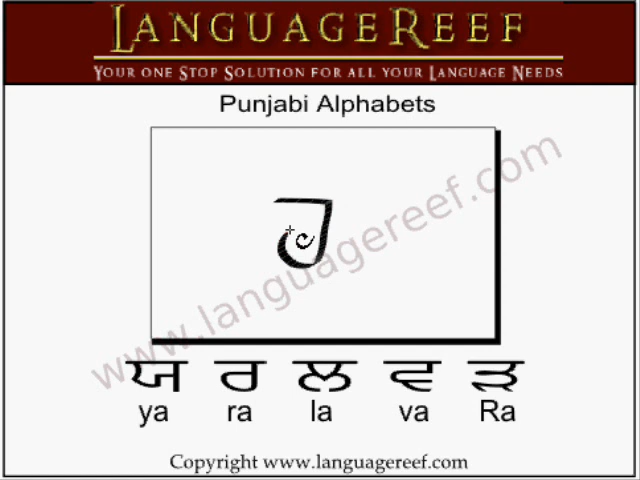 LANGUAGEREEF
YOUR ONE STOP SOLUTION FOR ALL YOUR LANGUAGE NEEDS
Punjabi Alphabets
www.languagereef.com
ਯ ਰ ਲ ਵ ੜ
ya ra la va Ra
Copyright www.languagereef.com